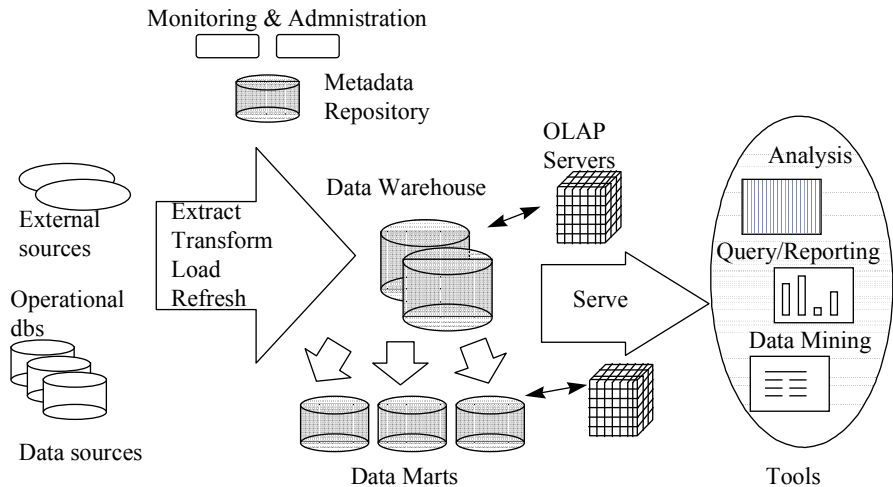 Monitoring & Admnistration
Metadata
Repository
OLAP
Servers
Analysis
Data Warehouse
External
sources
Extract
Transform
Load
Refresh
Query/Reporting
Operational
dbs
Serve
Data Mining
Data sources
Data Marts
Tools